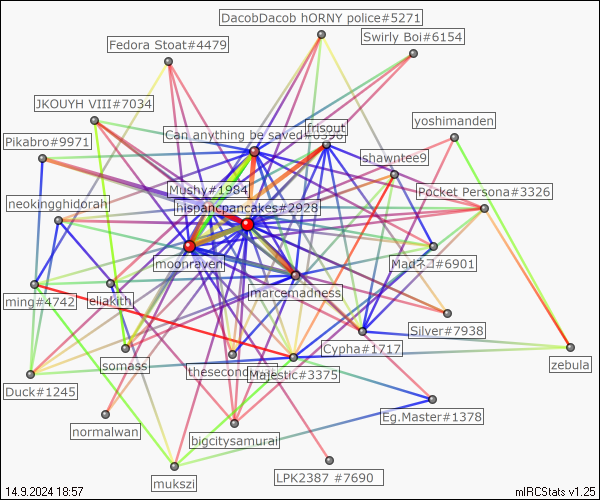 DacobDacob hORNY police#5271
Swirly Boi#6154
Fedora Stoat#4479
JKOUYH VIII#7034
yoshimanden
frisout
Can anything be saved#0398
Pikabro#9971
shawntee9
Mushy#1984
Pocket Persona#3326
neokingghidorah
hispancpancakes#2928
moonraven
Madネコ#6901
marcemadness
ming#4742
eliakith
Silver#7938
Cypha#1717
somass
thesecond
Majestic#3375
zebula
Duck#1245
Eg.Master#1378
normalwan
bigcitysamurai
mukszi
LPK2387 #7690
14.9.2024 18:57
mIRCStats v1.25